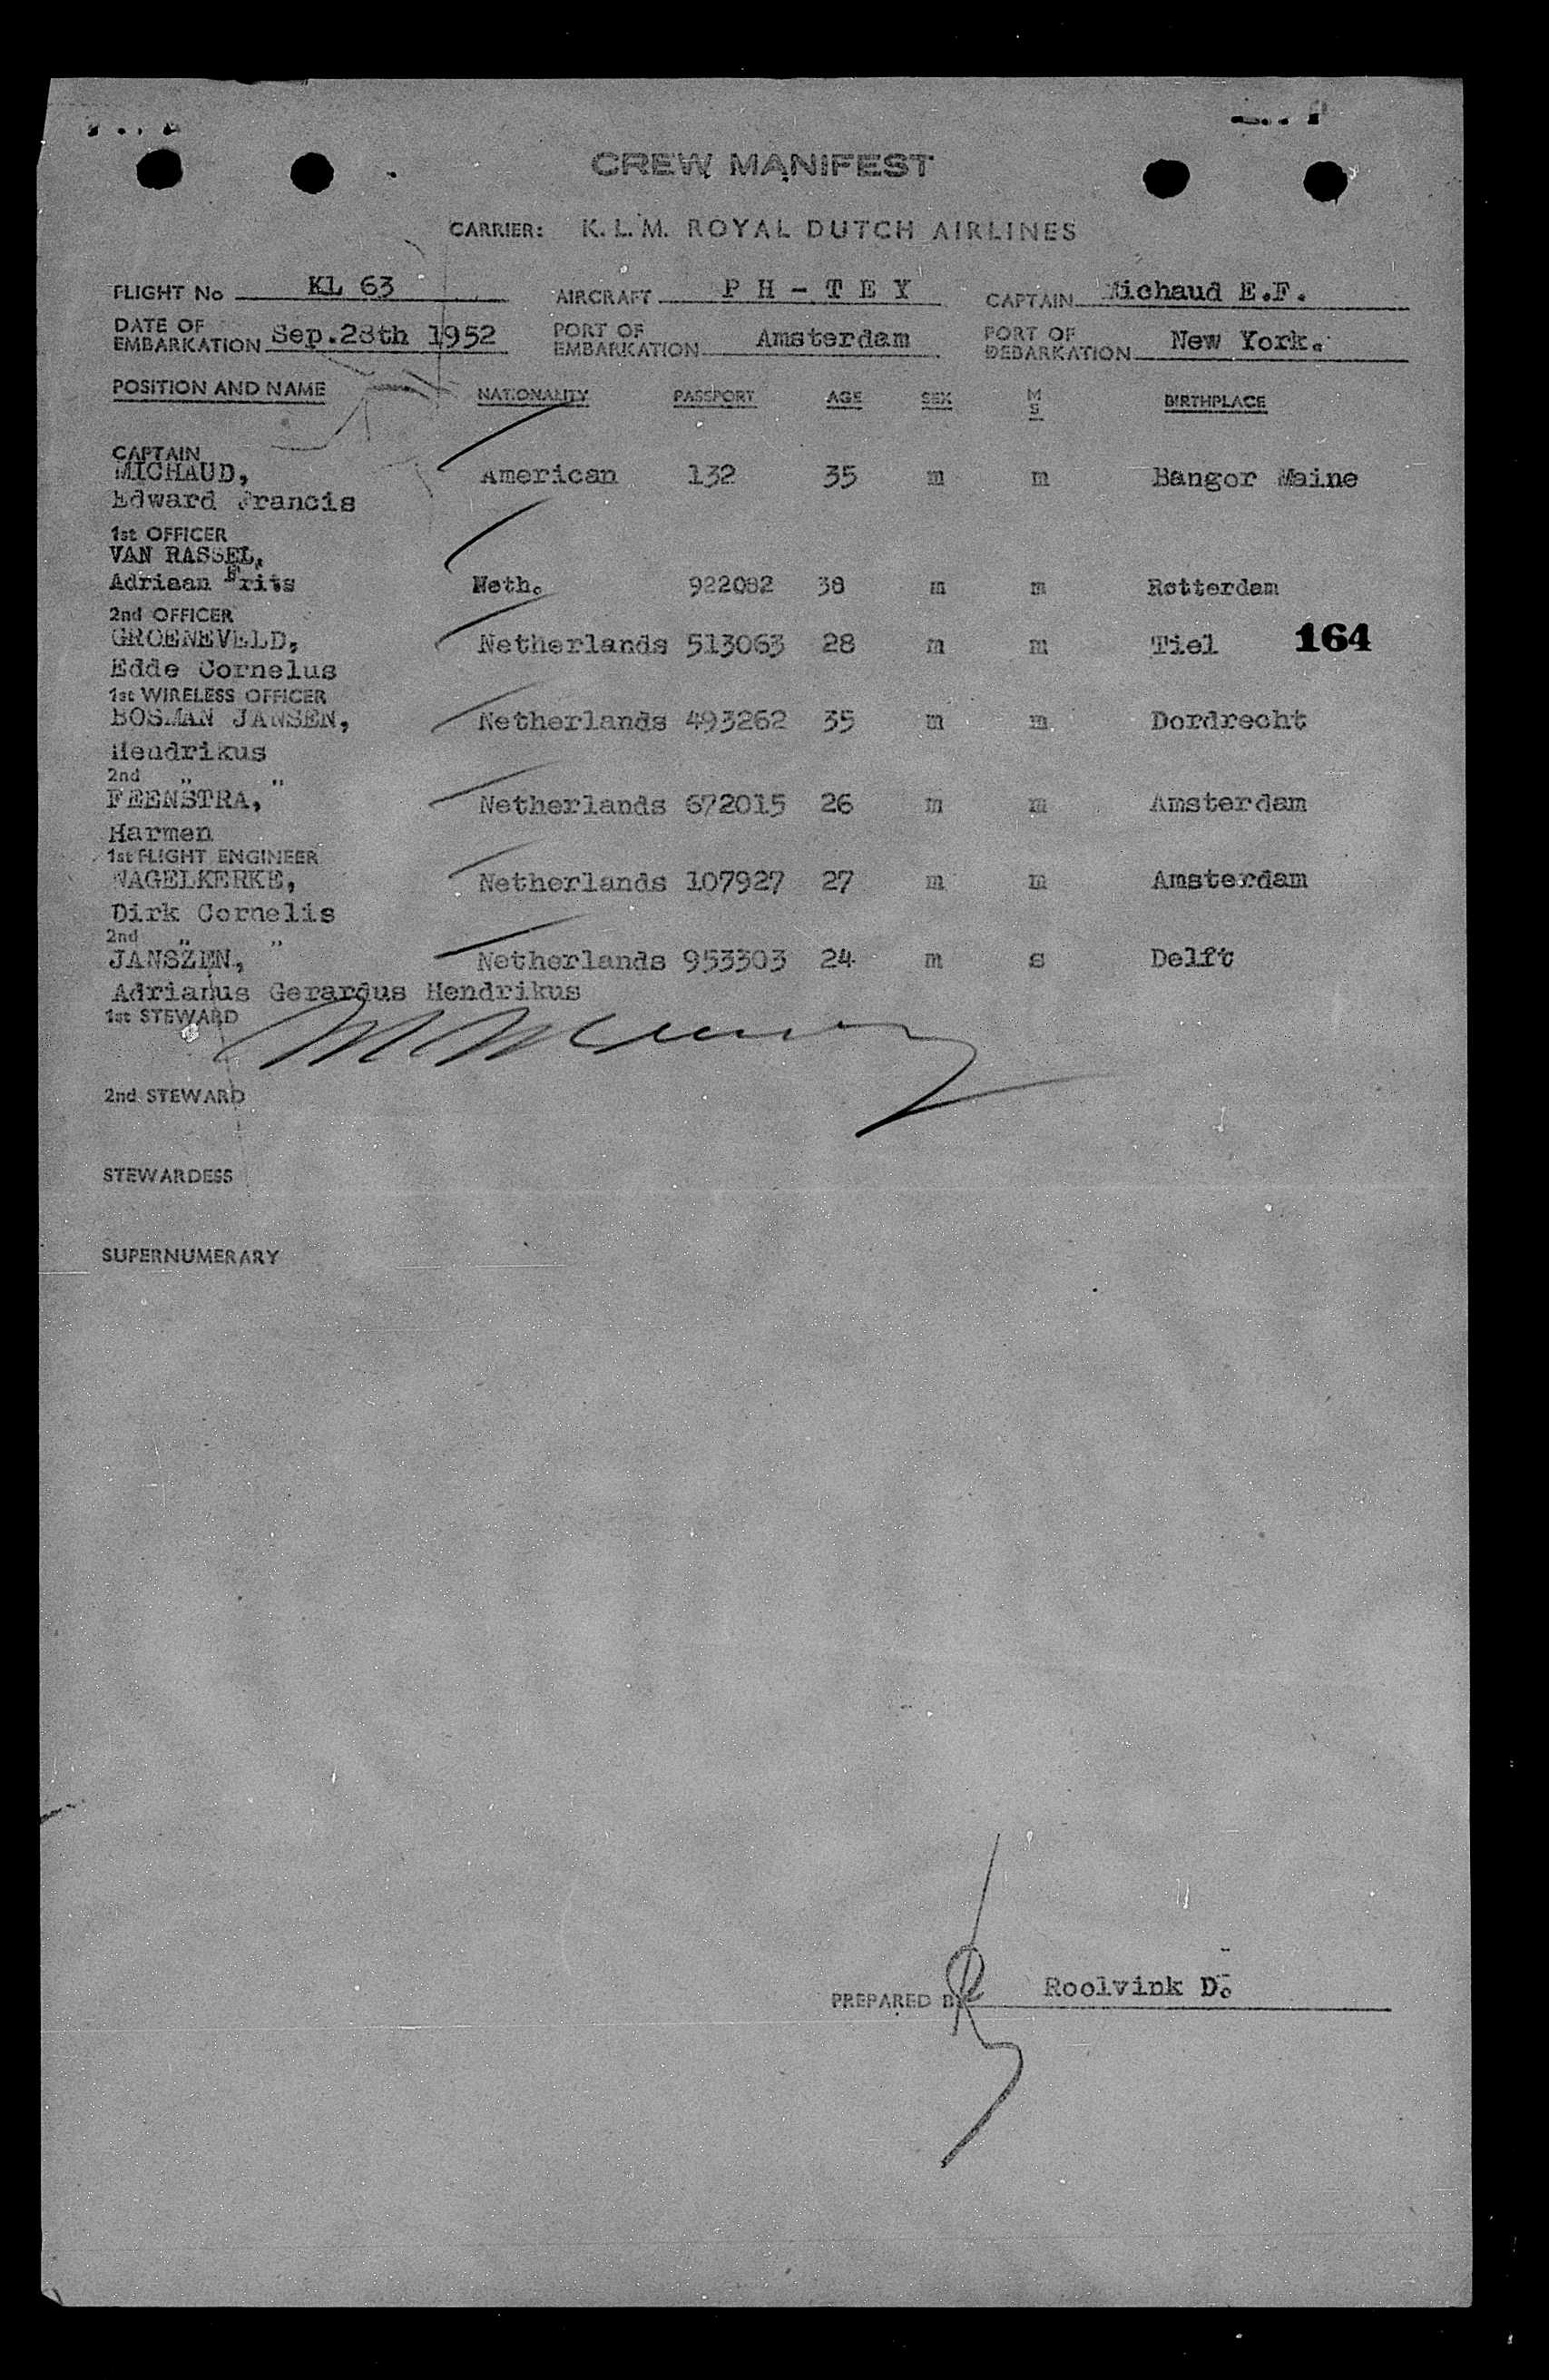 CREW MANIFEST
CARRIER: K. L. M. ROYAL DUTCH AIRLINES
FLIGHT No KL 63 AIRCRAFT P H - T E Y CAPTAIN Michaud E.F.
DATE OF EMBARKATION Sep.28th 1952 PORT OF EMBARKATION Amsterdam PORT OF DEBARKATION New York.
POSITION AND NAME NATIONALITY PASSPORT AGE SEX M S BIRTHPLACE
CAPTAIN
MICHAUD, American 132 35 m m Bangor Maine
Edward Francis
1st OFFICER
VAN RASSEL,
Adriaan Frits Neth. 922082 38 m m Rotterdam
2nd OFFICER
GROENEVELD, Netherlands 513063 28 m m Tiel 164
Edde Cornelus
1st WIRELESS OFFICER
BOSMAN JANSEN, Netherlands 493262 35 m m Dordrecht
Hendrikus
2nd " "
FEENSTRA, Netherlands 672015 26 m m Amsterdam
Harmen
1st FLIGHT ENGINEER
NAGELKERKE, Netherlands 107927 27 m m Amsterdam
Dirk Cornelis
2nd " "
JANSZEN, Netherlands 953303 24 m s Delft
Adrianus Gerardus Hendrikus
1st STEWARD
2nd STEWARD
STEWARDESS
SUPERNUMERARY
PREPARED BY Roolvink D.